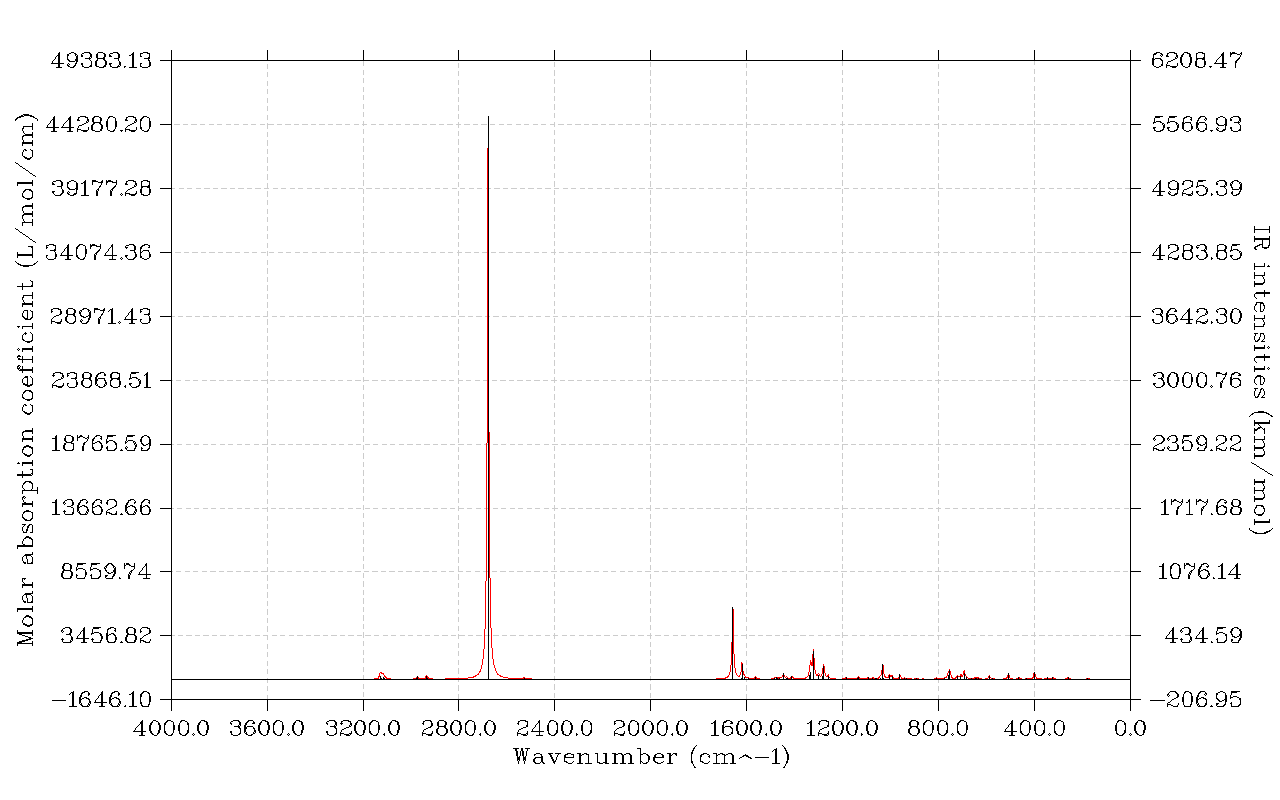 49383.13 6208.47
44280.20 5566.93
39177.28 4925.39
34074.36 4283.85
28971.43 3642.30
23868.51 3000.76
18765.59 2359.22
13662.66 1717.68
8559.74 1076.14
3456.82 434.59
−1646.10 −206.95
Molar absorption coefficient (L/mol/cm)
IR intensities (km/mol)
4000.0 3600.0 3200.0 2800.0 2400.0 2000.0 1600.0 1200.0 800.0 400.0 0.0
Wavenumber (cm^−1)